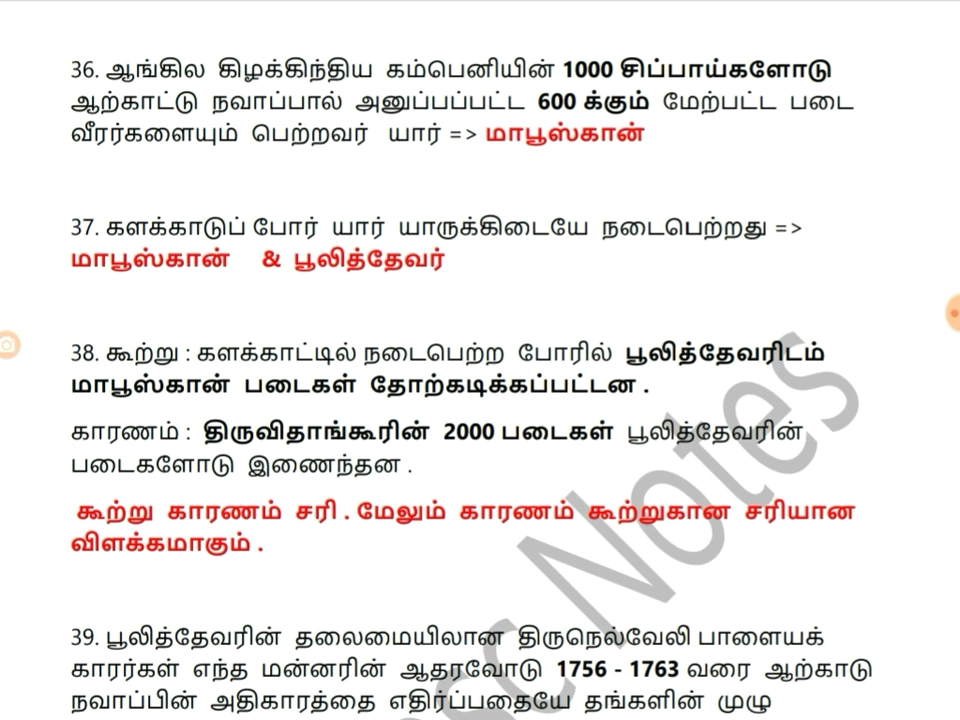 36. ஆங்கில கிழக்கிந்திய கம்பெனியின் 1000 சிப்பாய்களோடு
ஆற்காட்டு நவாப்பால் அனுப்பப்பட்ட 600 க்கும் மேற்பட்ட படை
வீரர்களையும் பெற்றவர் யார் => மாபூஸ்கான்
37. களக்காடுப் போர் யார் யாருக்கிடையே நடைபெற்றது =>
மாபூஸ்கான் & பூலித்தேவர்
38. கூற்று : களக்காட்டில் நடைபெற்ற போரில் பூலித்தேவரிடம்
மாபூஸ்கான் படைகள் தோற்கடிக்கப்பட்டன .
காரணம் : திருவிதாங்கூரின் 2000 படைகள் பூலித்தேவரின்
படைகளோடு இணைந்தன .
கூற்று காரணம் சரி . மேலும் காரணம் கூற்றுகான சரியான
விளக்கமாகும் .
39. பூலித்தேவரின் தலைமையிலான திருநெல்வேலி பாளையக்
காரர்கள் எந்த மன்னரின் ஆதரவோடு 1756 - 1763 வரை ஆற்காடு
நவாப்பின் அதிகாரத்தை எதிர்ப்பதையே தங்களின் முழு
sc Notes